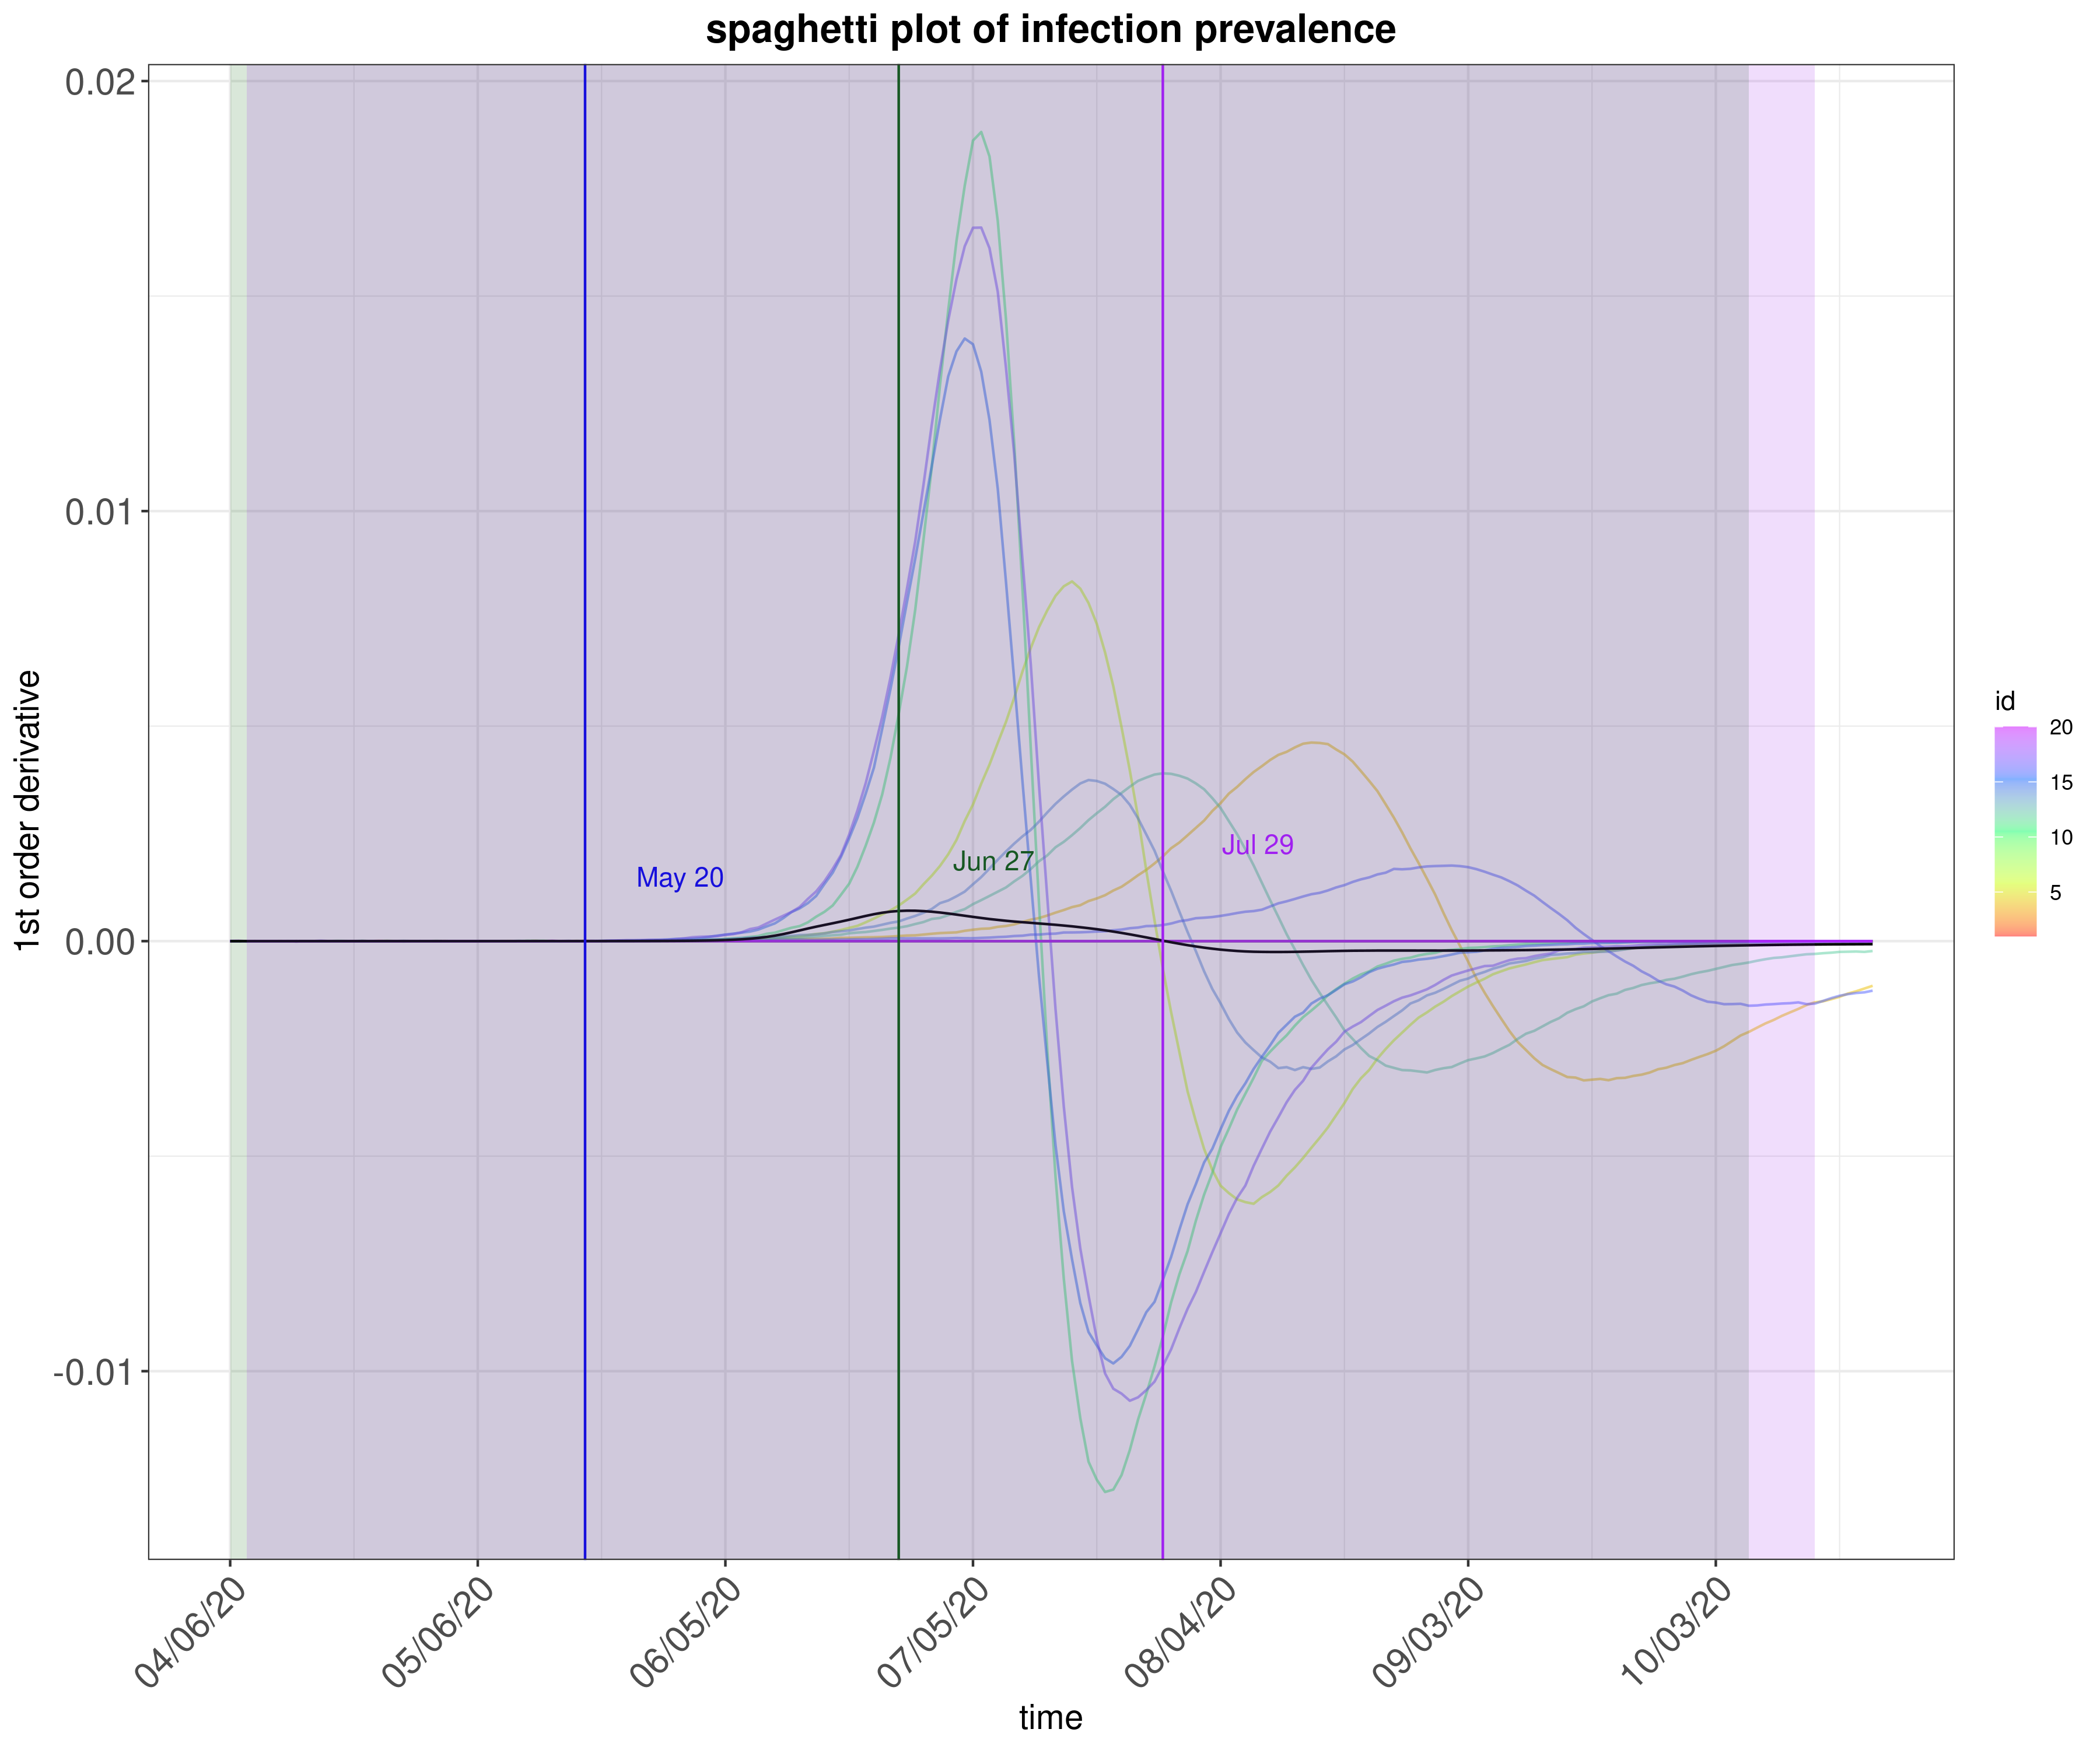 spaghetti plot of infection prevalence
1st order derivative
0.02
0.01
0.00
-0.01
May 20
Jun 27
Jul 29
04/06/20
05/06/20
06/05/20
07/05/20
08/04/20
09/03/20
10/03/20
time
id
20
15
10
5